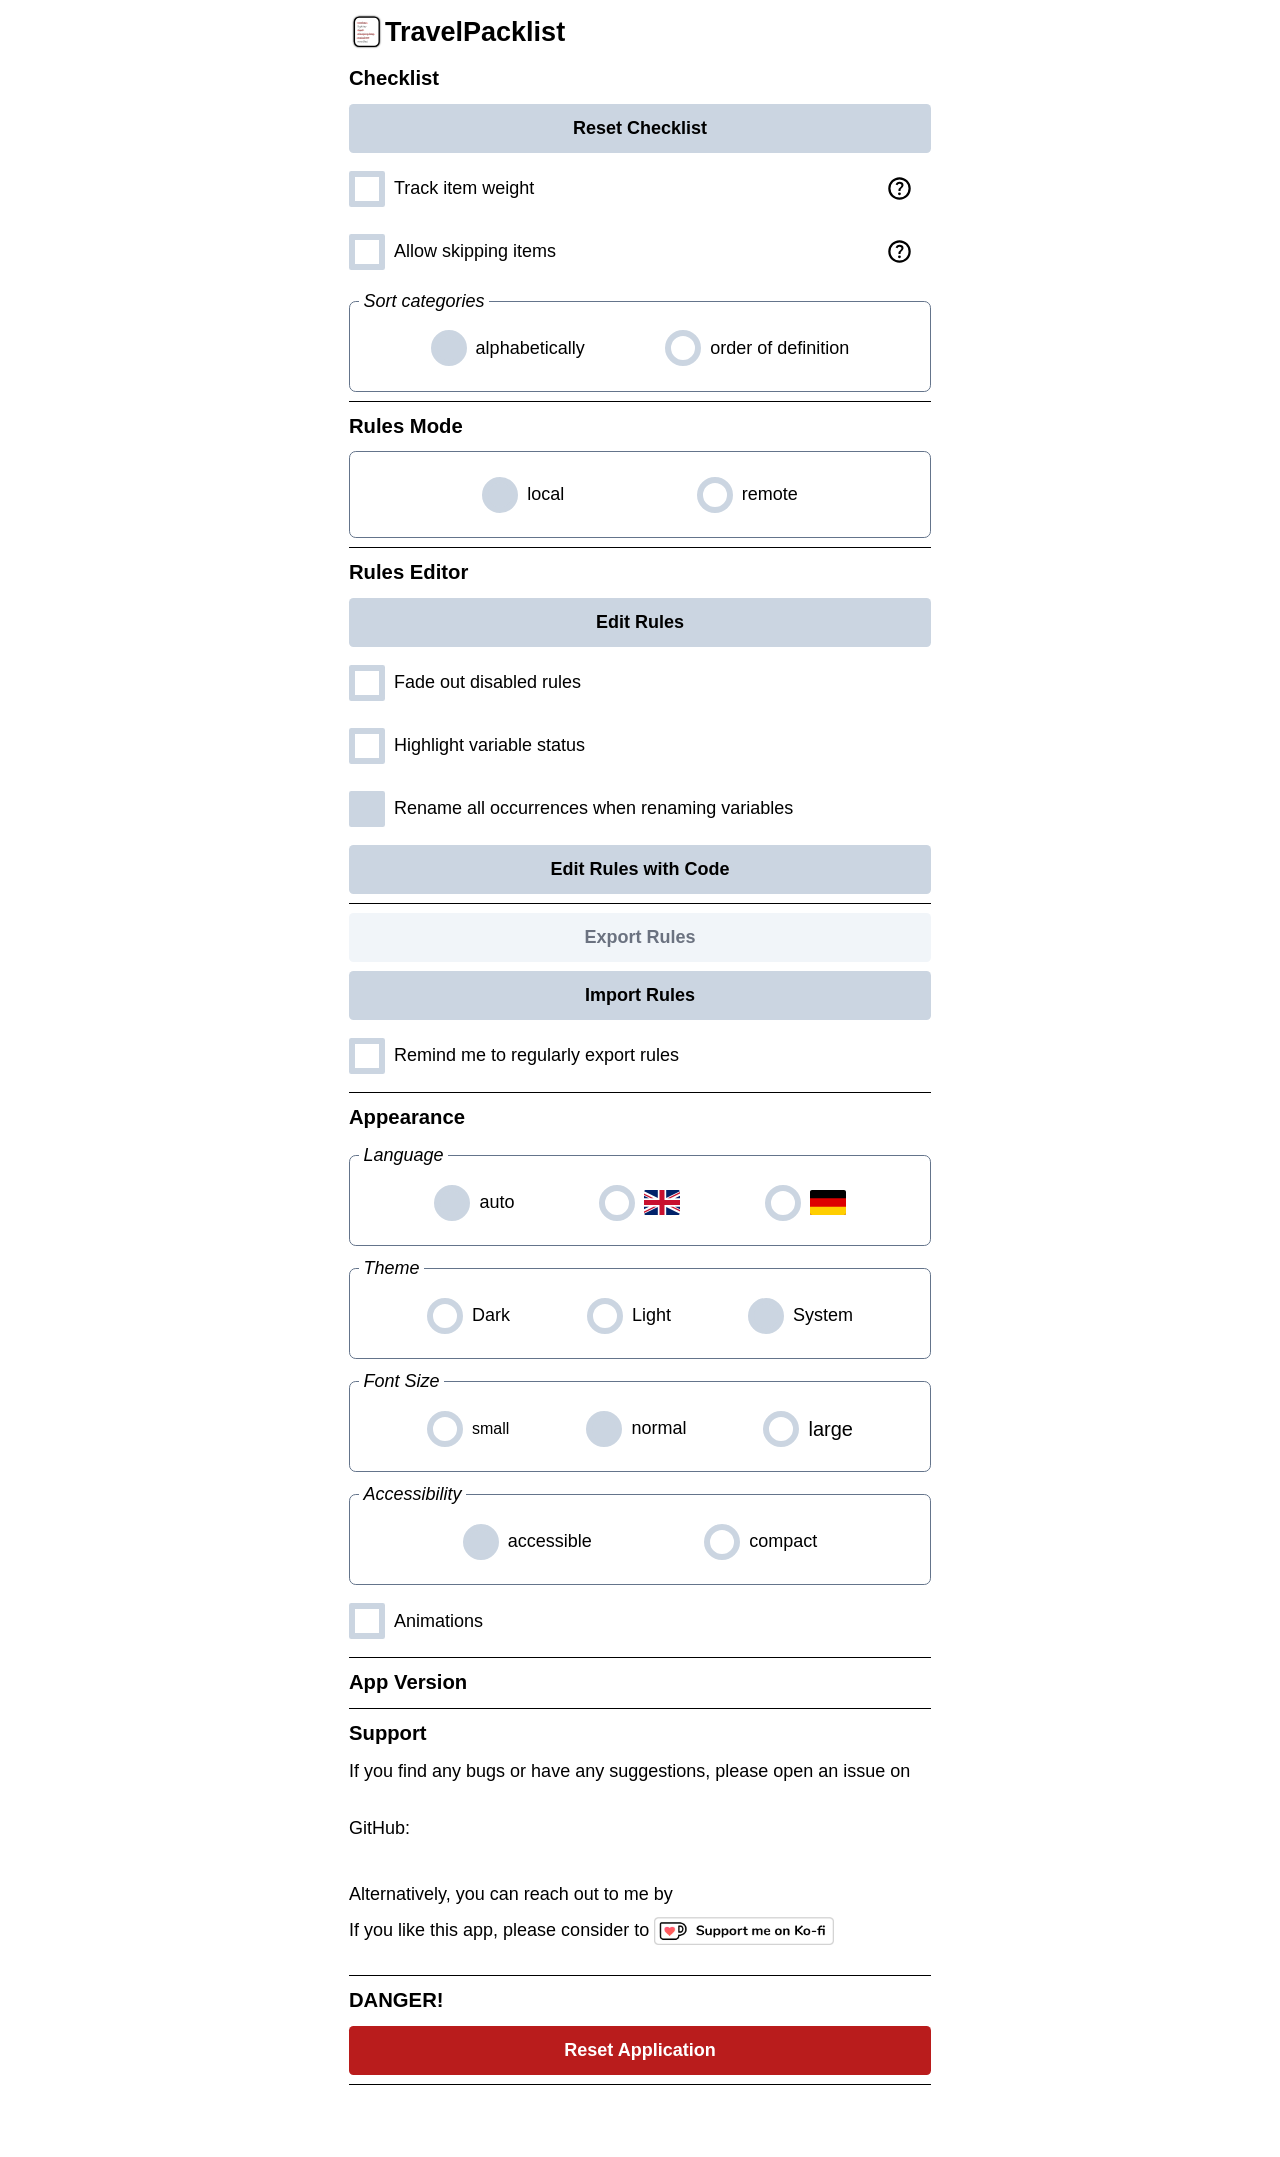 TravelPacklist
Checklist
Reset Checklist
Track item weight
Allow skipping items
Sort categories
alphabetically order of definition
Rules Mode
local remote
Rules Editor
Edit Rules
Fade out disabled rules
Highlight variable status
Rename all occurrences when renaming variables
Edit Rules with Code
Export Rules
Import Rules
Remind me to regularly export rules
Appearance
Language
auto
Theme
Dark Light System
Font Size
small normal large
Accessibility
accessible compact
Animations
App Version
Support
If you find any bugs or have any suggestions, please open an issue on
GitHub:
Alternatively, you can reach out to me by
If you like this app, please consider to Support me on Ko-fi
DANGER!
Reset Application